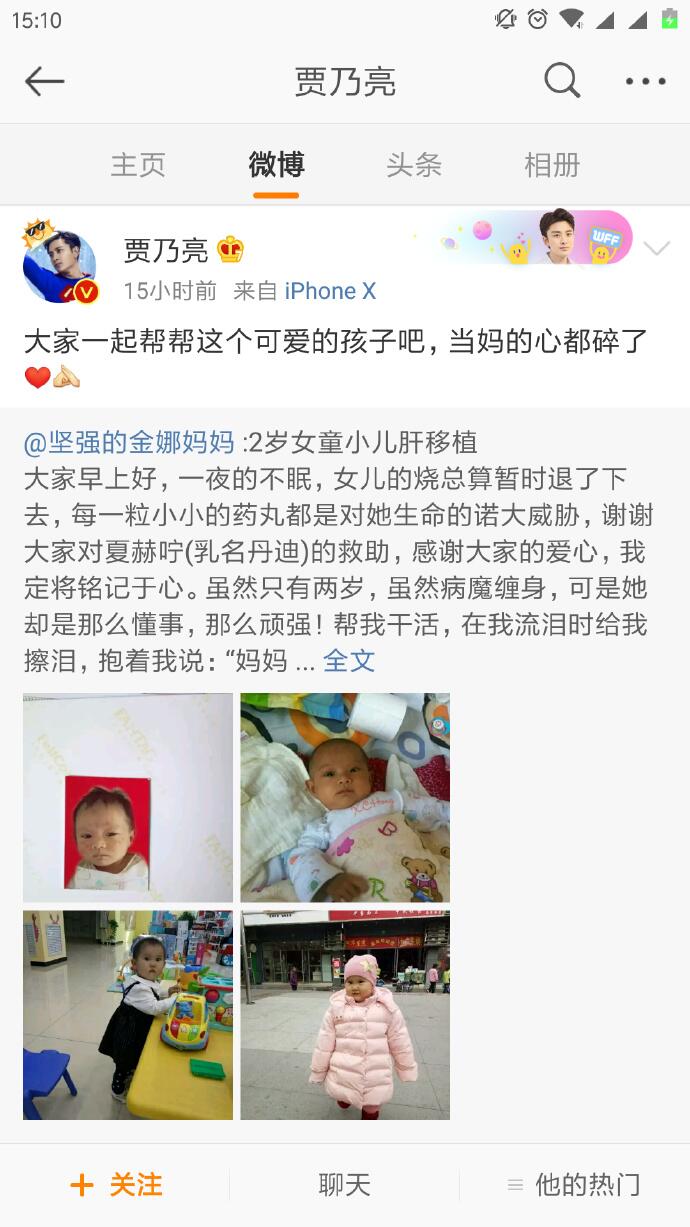 15:10
贾乃亮
主页 微博 头条 相册
贾乃亮
WFF
15小时前 来自 iPhone X
大家一起帮帮这个可爱的孩子吧，当妈的心都碎了
@坚强的金娜妈妈 :2岁女童小儿肝移植
大家早上好，一夜的不眠，女儿的烧总算暂时退了下
去，每一粒小小的药丸都是对她生命的诺大威胁，谢谢
大家对夏赫咛(乳名丹迪)的救助，感谢大家的爱心，我
定将铭记于心。虽然只有两岁，虽然病魔缠身，可是她
却是那么懂事，那么顽强！帮我干活，在我流泪时给我
擦泪，抱着我说：“妈妈 ... 全文
+ 关注 聊天 他的热门